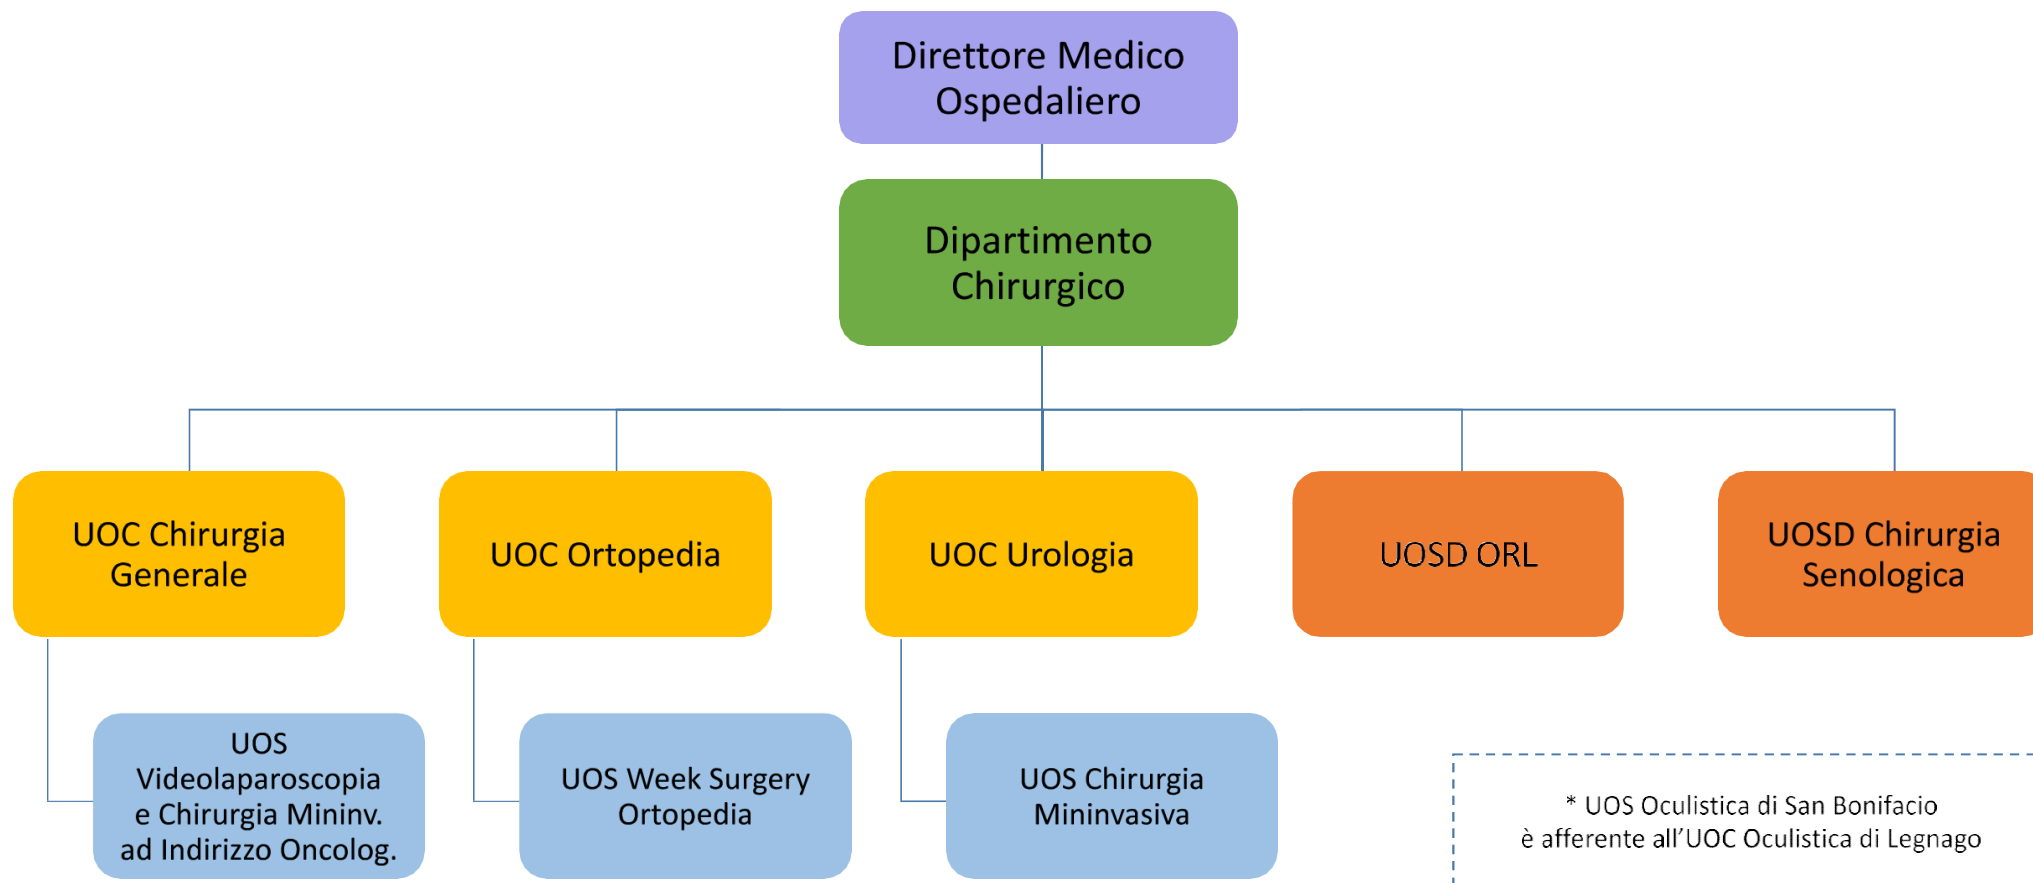 Direttore Medico
Ospedaliero
Dipartimento
Chirurgico
UOC Chirurgia
Generale
UOC Ortopedia
UOC Urologia
UOSD ORL
UOSD Chirurgia
Senologica
UOS
Videolaparoscopia
e Chirurgia Mininv.
ad Indirizzo Oncolog.
UOS Week Surgery
Ortopedia
UOS Chirurgia
Mininvasiva
* UOS Oculistica di San Bonifacio
è afferente all'UOC Oculistica di Legnago